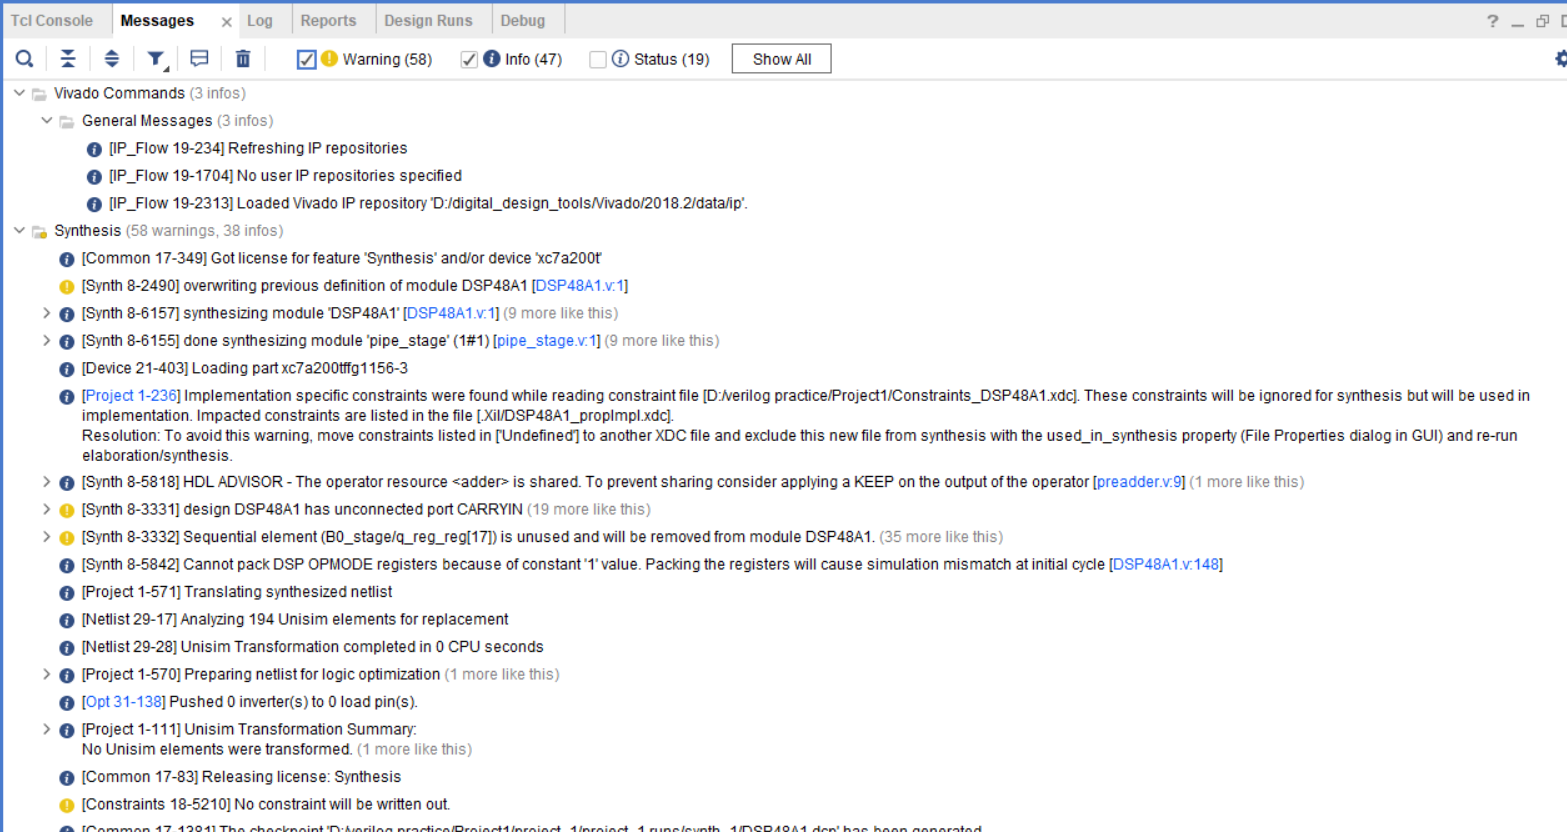 Tcl Console Messages × Log Reports Design Runs Debug ? _
Warning (58) Info (47) Status (19) Show All
Vivado Commands (3 infos)
General Messages (3 infos)
[IP_Flow 19-234] Refreshing IP repositories
[IP_Flow 19-1704] No user IP repositories specified
[IP_Flow 19-2313] Loaded Vivado IP repository 'D:/digital_design_tools/Vivado/2018.2/data/ip'.
Synthesis (58 warnings, 38 infos)
[Common 17-349] Got license for feature 'Synthesis' and/or device 'xc7a200t'
[Synth 8-2490] overwriting previous definition of module DSP48A1 [DSP48A1.v:1]
[Synth 8-6157] synthesizing module 'DSP48A1' [DSP48A1.v:1] (9 more like this)
[Synth 8-6155] done synthesizing module 'pipe_stage' (1#1) [pipe_stage.v:1] (9 more like this)
[Device 21-403] Loading part xc7a200tffg1156-3
[Project 1-236] Implementation specific constraints were found while reading constraint file [D:/verilog practice/Project1/Constraints_DSP48A1.xdc]. These constraints will be ignored for synthesis but will be used in
implementation. Impacted constraints are listed in the file [.Xil/DSP48A1_propImpl.xdc].
Resolution: To avoid this warning, move constraints listed in ['Undefined'] to another XDC file and exclude this new file from synthesis with the used_in_synthesis property (File Properties dialog in GUI) and re-run
elaboration/synthesis.
[Synth 8-5818] HDL ADVISOR - The operator resource <adder> is shared. To prevent sharing consider applying a KEEP on the output of the operator [preadder.v:9] (1 more like this)
[Synth 8-3331] design DSP48A1 has unconnected port CARRYIN (19 more like this)
[Synth 8-3332] Sequential element (B0_stage/q_reg_reg[17]) is unused and will be removed from module DSP48A1. (35 more like this)
[Synth 8-5842] Cannot pack DSP OPMODE registers because of constant '1' value. Packing the registers will cause simulation mismatch at initial cycle [DSP48A1.v:148]
[Project 1-571] Translating synthesized netlist
[Netlist 29-17] Analyzing 194 Unisim elements for replacement
[Netlist 29-28] Unisim Transformation completed in 0 CPU seconds
[Project 1-570] Preparing netlist for logic optimization (1 more like this)
[Opt 31-138] Pushed 0 inverter(s) to 0 load pin(s).
[Project 1-111] Unisim Transformation Summary:
No Unisim elements were transformed. (1 more like this)
[Common 17-83] Releasing license: Synthesis
[Constraints 18-5210] No constraint will be written out.
[Common 17-1381] The checkpoint 'D:/verilog practice/Project1/project_1/project_1.runs/synth_1/DSP48A1.dcp' has been generated.